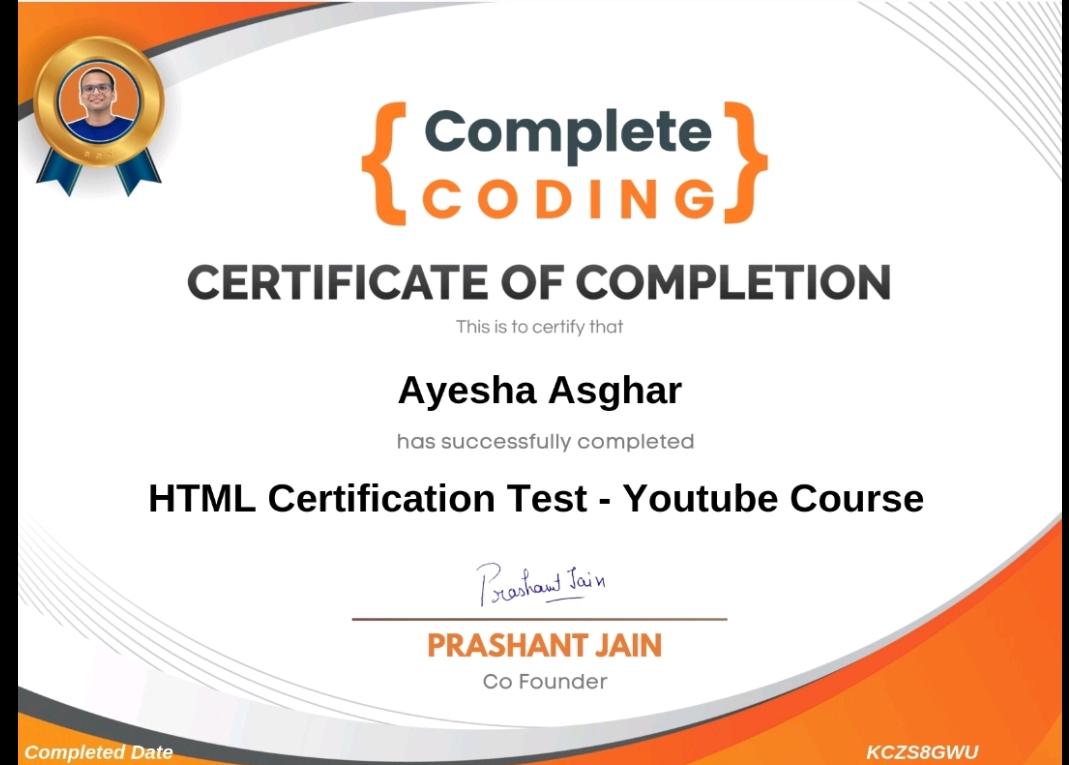 { Complete
CODING }
CERTIFICATE OF COMPLETION
This is to certify that
Ayesha Asghar
has successfully completed
HTML Certification Test - Youtube Course
Prashant Jain
PRASHANT JAIN
Co Founder
Completed Date
KCZS8GWU